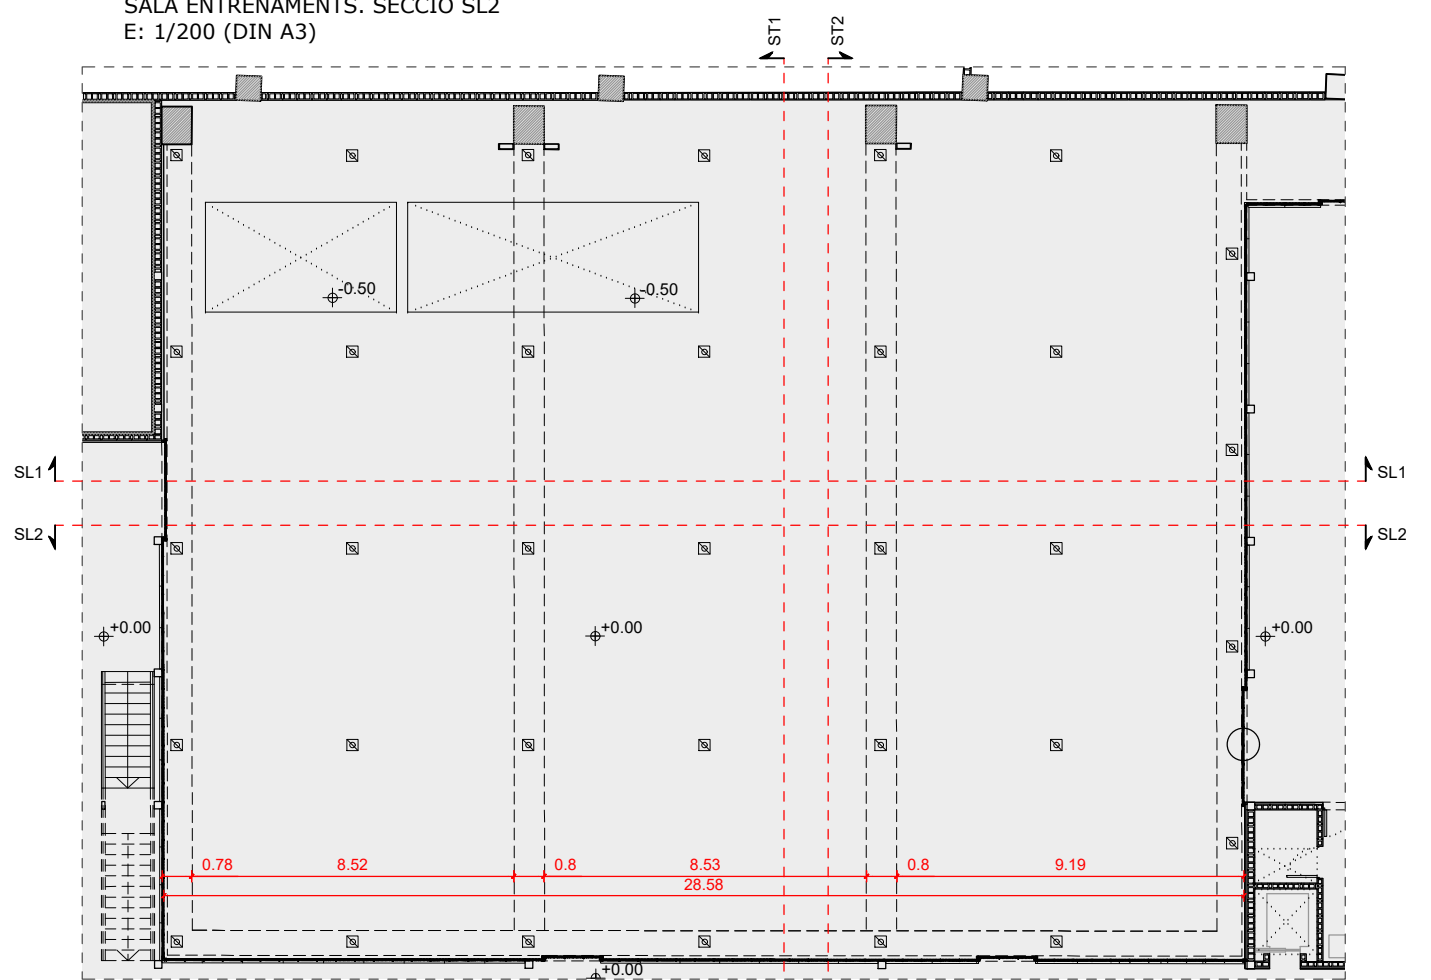 SALA ENTRENAMENTS. SECCIÓ SL2
E: 1/200 (DIN A3)
ST1
ST2
-0.50
-0.50
SL1
SL1
SL2
SL2
+0.00
+0.00
+0.00
0.78
8.52
0.8
8.53
0.8
9.19
28.58
+0.00